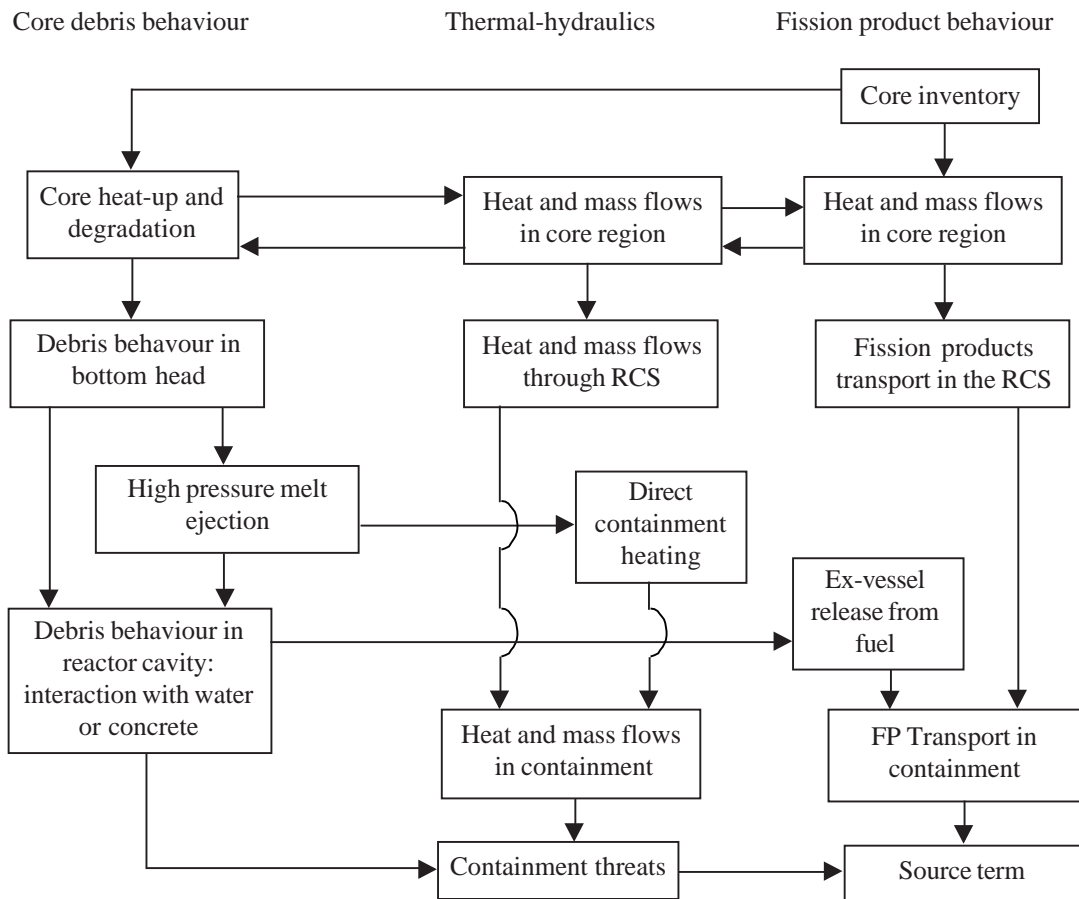 Core debris behaviour
Thermal-hydraulics
Fission product behaviour
Core inventory
Core heat-up and
degradation
Heat and mass flows
in core region
Heat and mass flows
in core region
Debris behavour in
bottom head
Heat and mass flows
through RCS
Fission products
transport in the RCS
High pressure melt
ejection
Direct
containment
heating
Ex-vessel
release from
fuel
Debris behaviour in
reactor cavity:
interaction with water
or concrete
Heat and mass flows
in containment
FP Transport in
containment
Containment threats
Source term